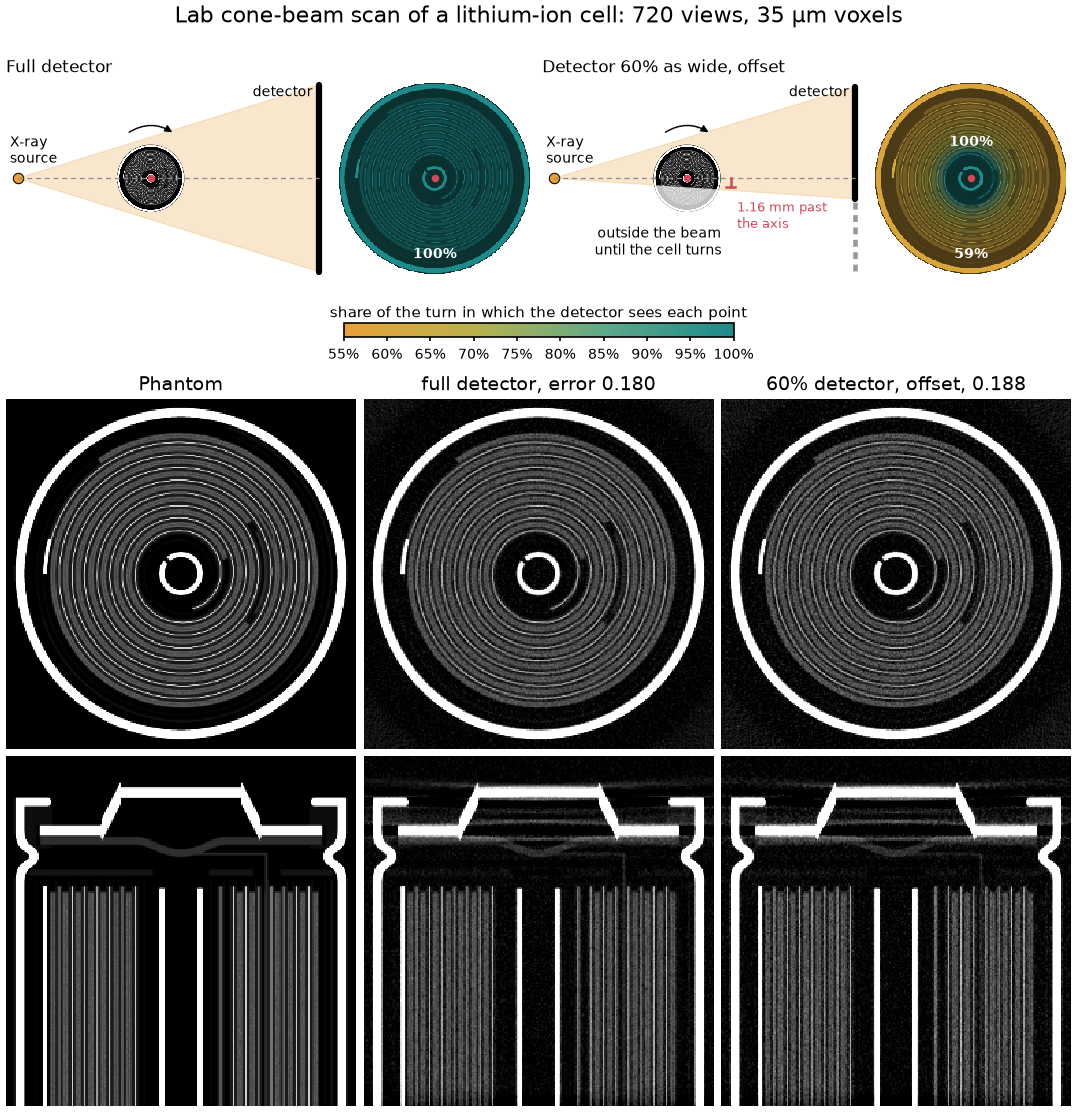 Lab cone-beam scan of a lithium-ion cell: 720 views, 35 µm voxels
Full detector
detector
X-ray
source
100%
Detector 60% as wide, offset
detector
X-ray
source
1.16 mm past
the axis
outside the beam
until the cell turns
100%
59%
share of the turn in which the detector sees each point
55% 60% 65% 70% 75% 80% 85% 90% 95% 100%
Phantom
full detector, error 0.180
60% detector, offset, 0.188